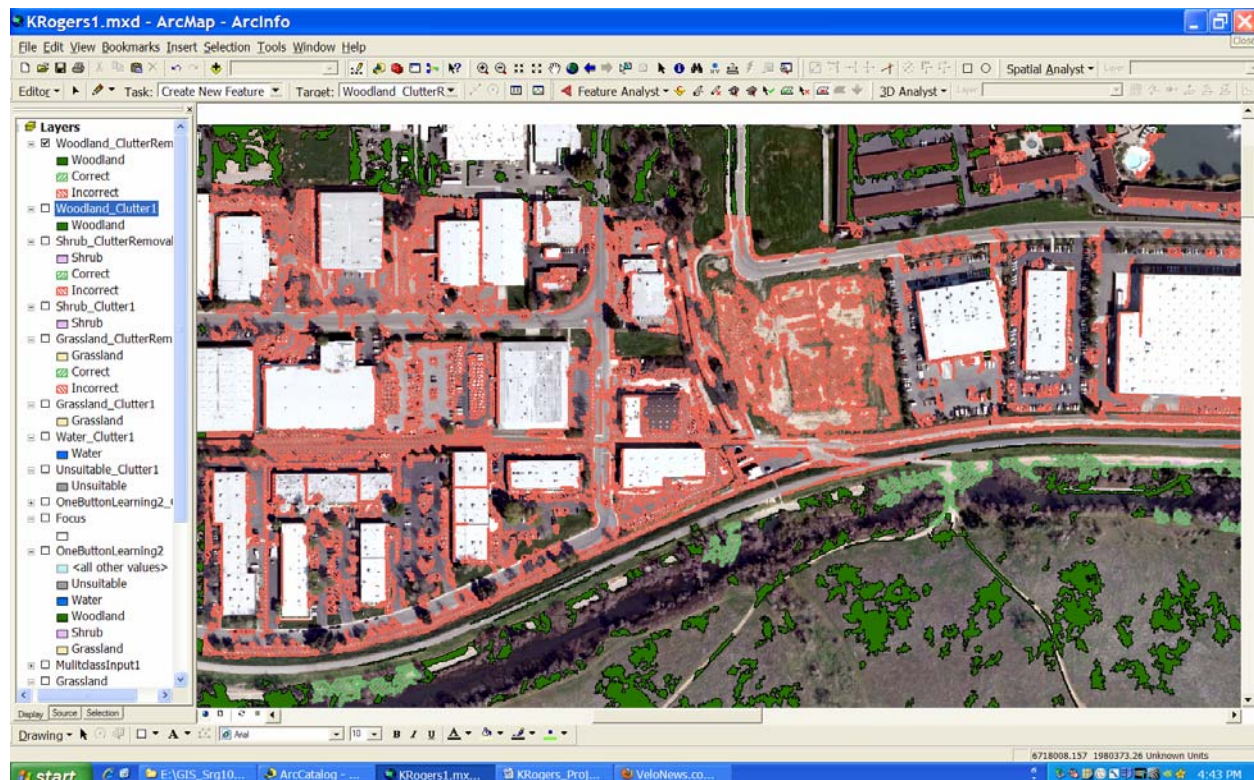 KRogers1.mxd - ArcMap - ArcInfo
Close
File Edit View Bookmarks Insert Selection Tools Window Help
Spatial Analyst Layer
Editor Task: Create New Feature Target: Woodland_ClutterR Feature Analyst 3D Analyst Layer
Layers
Woodland_ClutterRem
Woodland
Correct
Incorrect
Woodland_Clutter1
Woodland
Shrub_ClutterRemoval
Shrub
Correct
Incorrect
Shrub_Clutter1
Shrub
Grassland_ClutterRem
Grassland
Correct
Incorrect
Grassland_Clutter1
Grassland
Water_Clutter1
Water
Unsuitable_Clutter1
Unsuitable
OneButtonLearning2_
Focus
OneButtonLearning2
<all other values>
Unsuitable
Water
Woodland
Shrub
Grassland
MulitclassInput1
Grassland
Display Source Selection
Drawing A Arial 10 B I U A
6718008.157 1980373.26 Unknown Units
start E:\GIS_Srg10... ArcCatalog - ... KRogers1.mx... KRogers_Proj... VeloNews.co... 4:43 PM